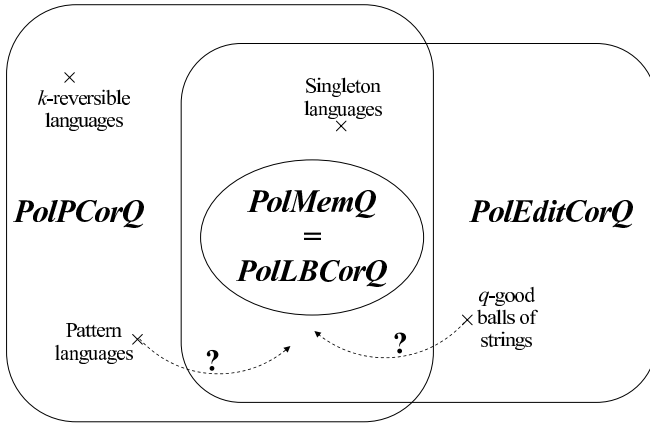 k-reversible
languages
Singleton
languages
PolPCorQ
PolMemQ
=
PolLBCorQ
PolEditCorQ
Pattern
languages
?
?
q-good
balls of
strings